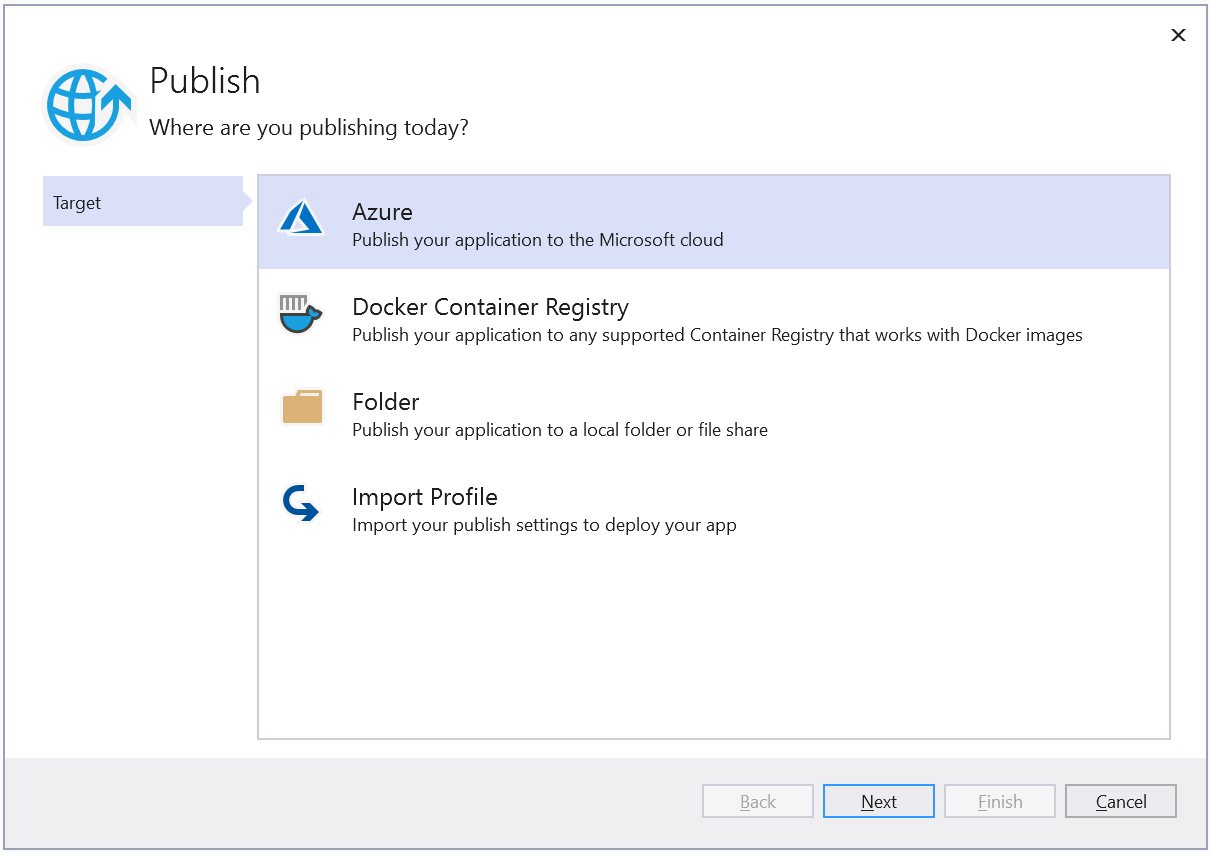 Publish
Where are you publishing today?
Target
Azure
Publish your application to the Microsoft cloud
Docker Container Registry
Publish your application to any supported Container Registry that works with Docker images
Folder
Publish your application to a local folder or file share
Import Profile
Import your publish settings to deploy your app
Back Next Finish Cancel